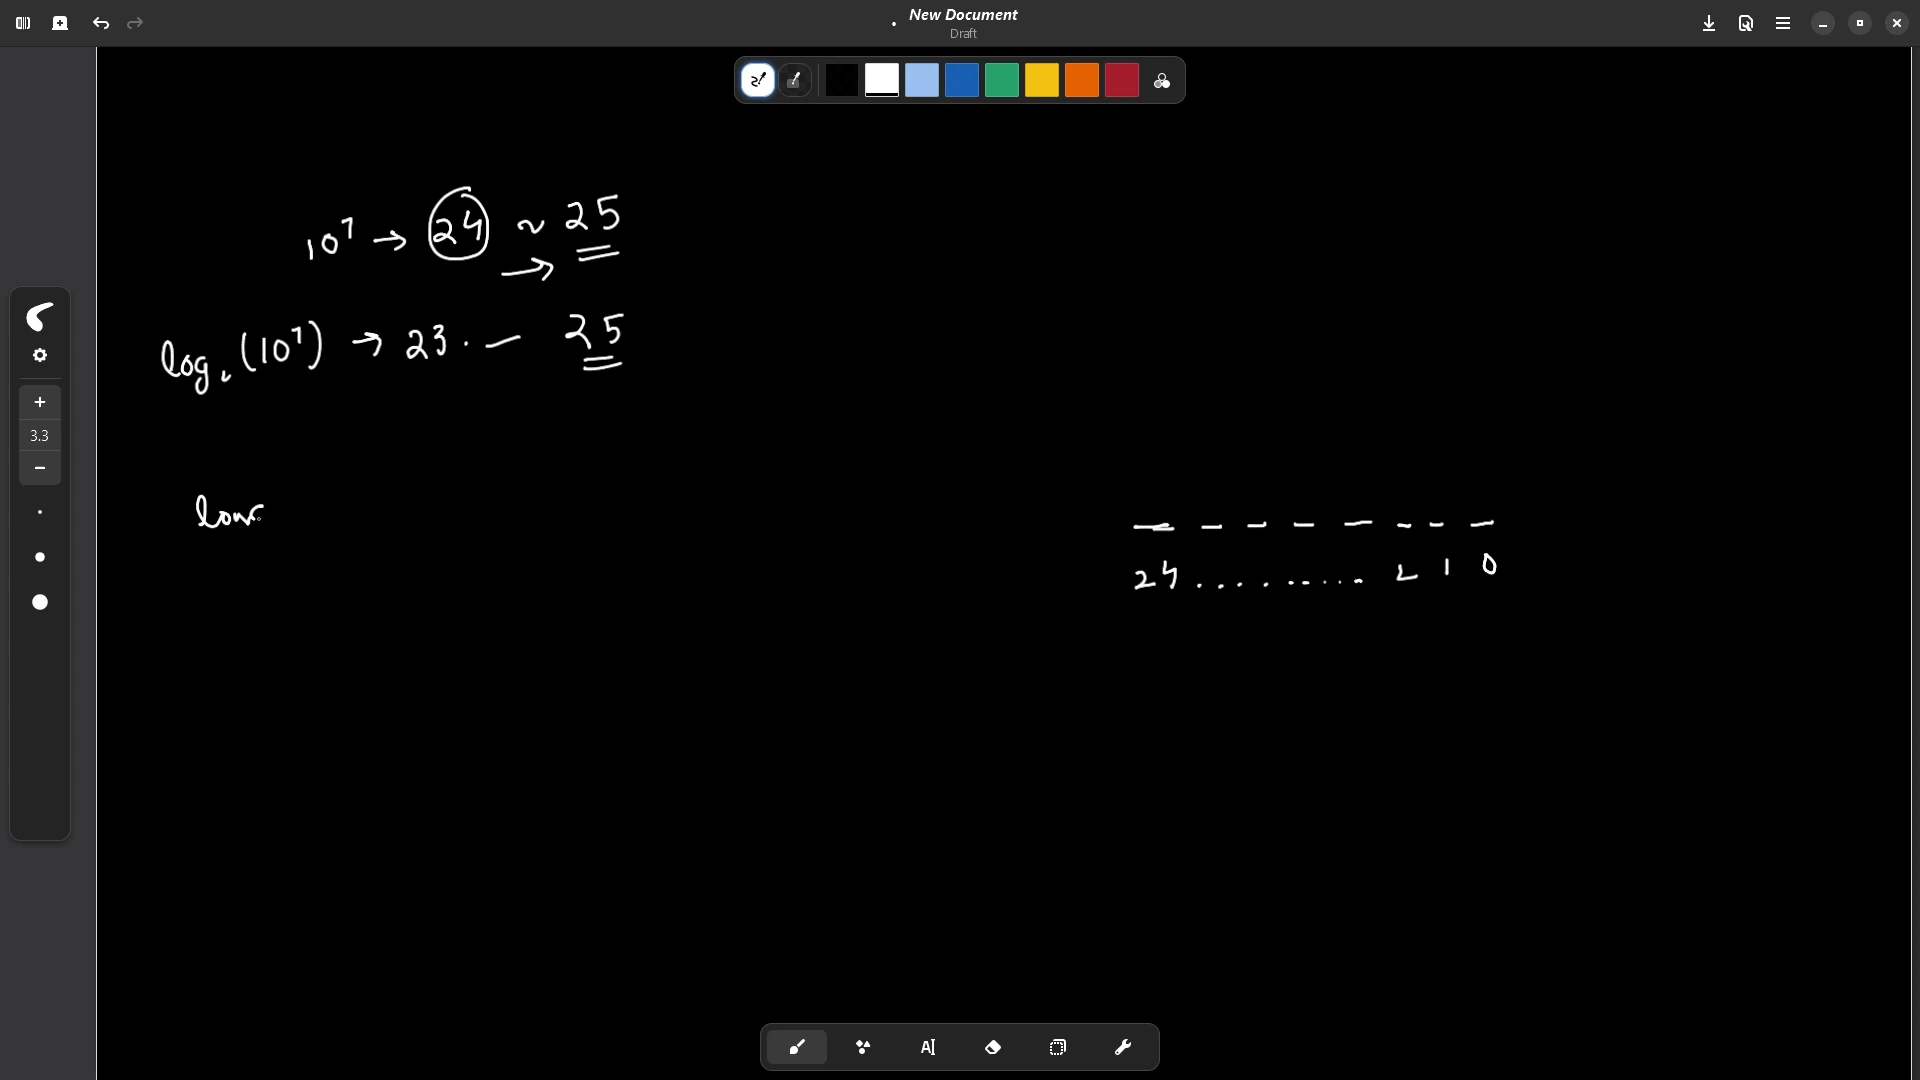 New Document
Draft
3.3
10⁷ → 24 ~ 25
→
log₂(10⁷) → 23. — 25
low
— — — — — — — —
24 . . . . . . . . . 2 1 0